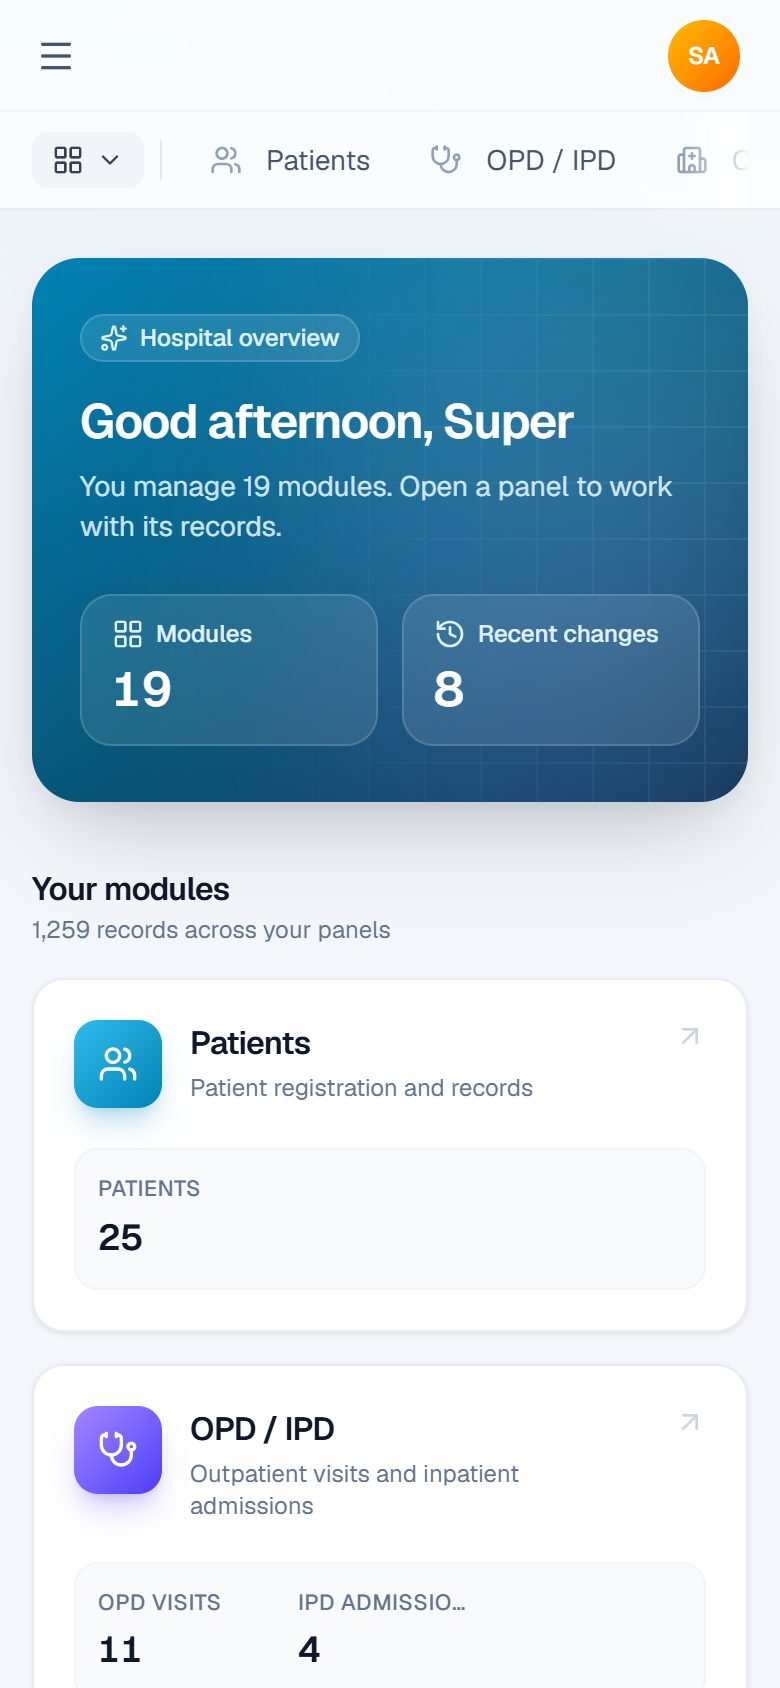 SA
Patients
OPD / IPD
Hospital overview
Good afternoon, Super
You manage 19 modules. Open a panel to work
with its records.
Modules
19
Recent changes
8
Your modules
1,259 records across your panels
Patients
Patient registration and records
PATIENTS
25
OPD / IPD
Outpatient visits and inpatient
admissions
OPD VISITS
IPD ADMISSIO...
11
4